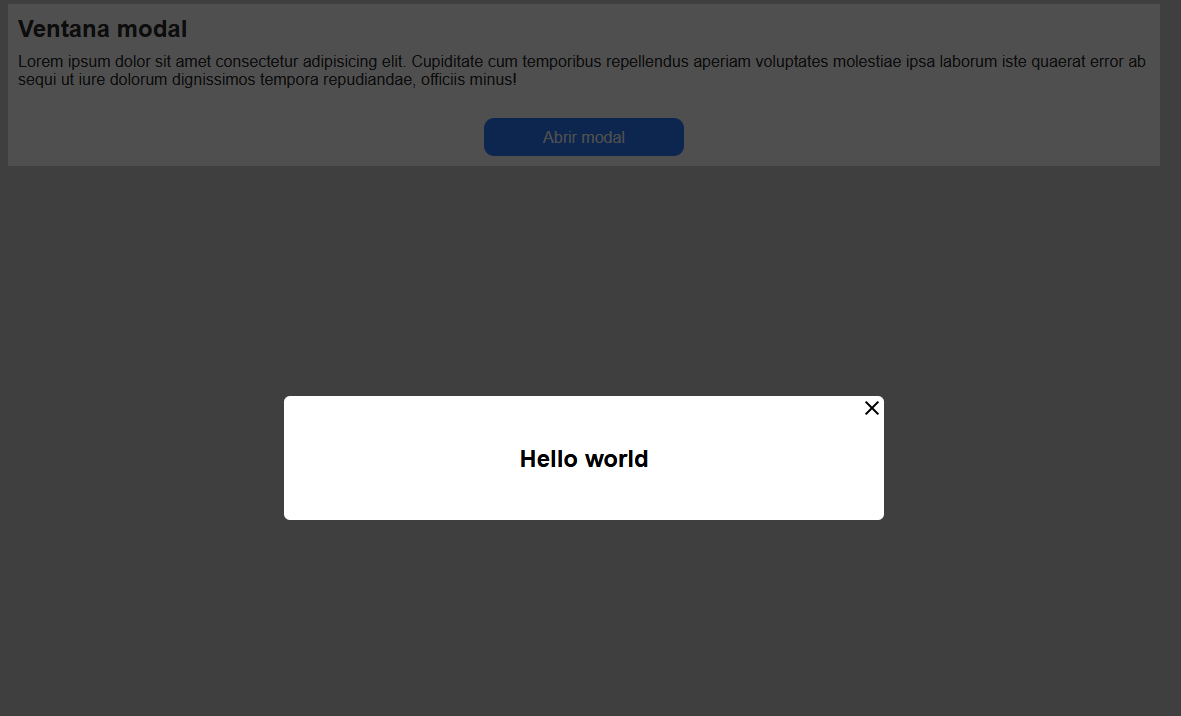 Ventana modal
Lorem ipsum dolor sit amet consectetur adipisicing elit. Cupiditate cum temporibus repellendus aperiam voluptates molestiae ipsa laborum iste quaerat error ab
sequi ut iure dolorum dignissimos tempora repudiandae, officiis minus!
Abrir modal
Hello world